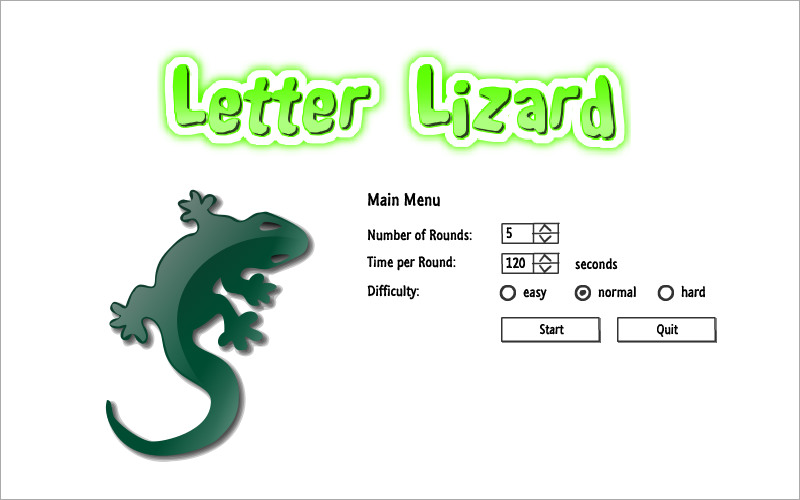 Letter Lizard
Main Menu
Number of Rounds: 5
Time per Round: 120 seconds
Difficulty: easy normal hard
Start Quit